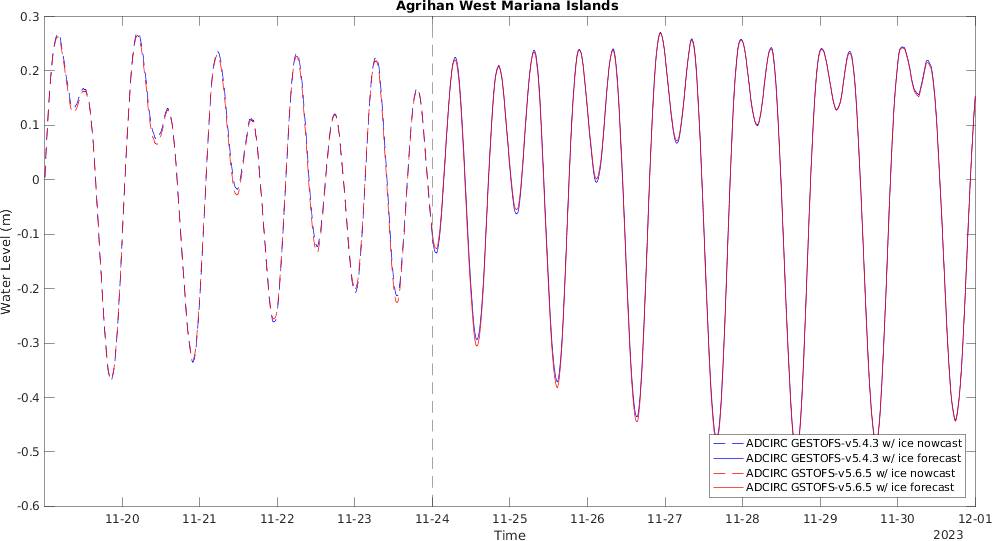 Agrihan West Mariana Islands
0.3
0.2
0.1
0
-0.1
-0.2
-0.3
-0.4
-0.5
-0.6
Water Level (m)
ADCIRC GESTOFS-v5.4.3 w/ ice nowcast
ADCIRC GESTOFS-v5.4.3 w/ ice forecast
ADCIRC GSTOFS-v5.6.5 w/ ice nowcast
ADCIRC GSTOFS-v5.6.5 w/ ice forecast
11-20 11-21 11-22 11-23 11-24 11-25 11-26 11-27 11-28 11-29 11-30 12-01
Time
2023